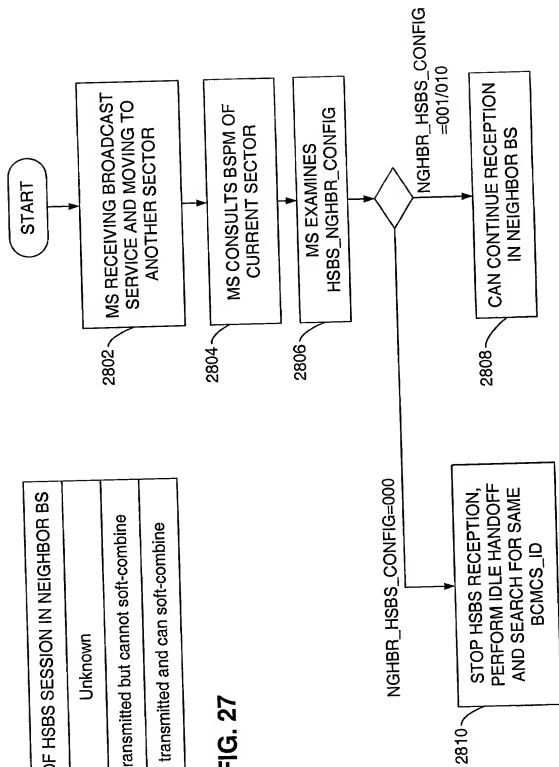 OF HSBS SESSION IN NEIGHBOR BS
Unknown
transmitted but cannot soft-combine
transmitted and can soft-combine
FIG. 27
START
MS RECEIVING BROADCAST
SERVICE AND MOVING TO
ANOTHER SECTOR
2802
MS CONSULTS BSPM OF
CURRENT SECTOR
2804
MS EXAMINES
HSBS_NGHBR_CONFIG
2806
NGHBR_HSBS_CONFIG
=001/010
CAN CONTINUE RECEPTION
IN NEIGHBOR BS
2808
NGHBR_HSBS_CONFIG=000
STOP HSBS RECEPTION,
PERFORM IDLE HANDOFF
AND SEARCH FOR SAME
BCMCS_ID
2810